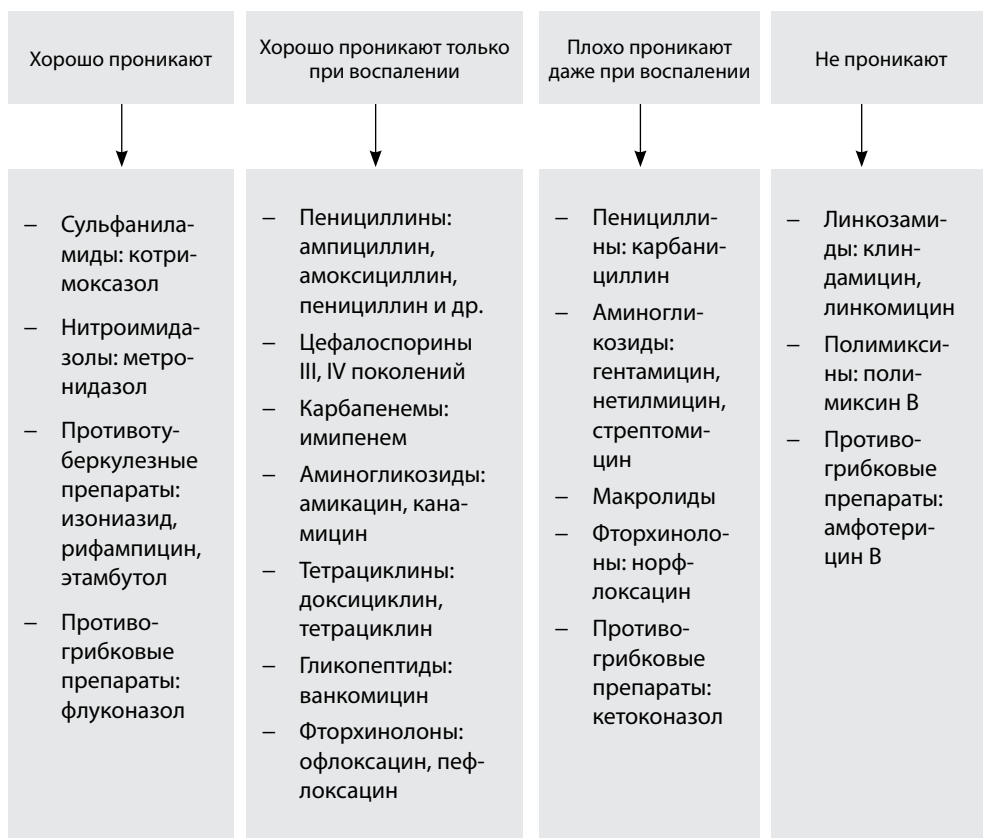 Хорошо проникают
Сульфанила-
миды: котри-
моксазол
Нитроимида-
золы: метро-
нидазол
Противоту-
беркулезные
препараты:
изониазид,
рифампицин,
этамбутол
Противо-
грибковые
препараты:
флуконазол
Хорошо проникают только
при воспалении
Пенициллины:
ампициллин,
амоксициллин,
пенициллин и др.
Цефалоспорины
III, IV поколений
Карбапенемы:
имипенем
Аминогликозиды:
амикацин, кана-
мицин
Тетрациклины:
доксициклин,
тетрациклин
Гликопептиды:
ванкомицин
Фторхинолоны:
офлоксацин, пеф-
локсацин
Плохо проникают
даже при воспалении
Пеницилли-
ны: карбани-
циллин
Аминогли-
козиды:
гентамицин,
нетилмицин,
стрептоми-
цин
Макролиды
Фторхиноло-
ны: норф-
локсацин
Противо-
грибковые
препараты:
кетоконазол
Не проникают
Линкозами-
ды: клин-
дамицин,
линкомицин
Полимикси-
ны: поли-
миксин В
Противо-
грибковые
препараты:
амфотери-
цин В